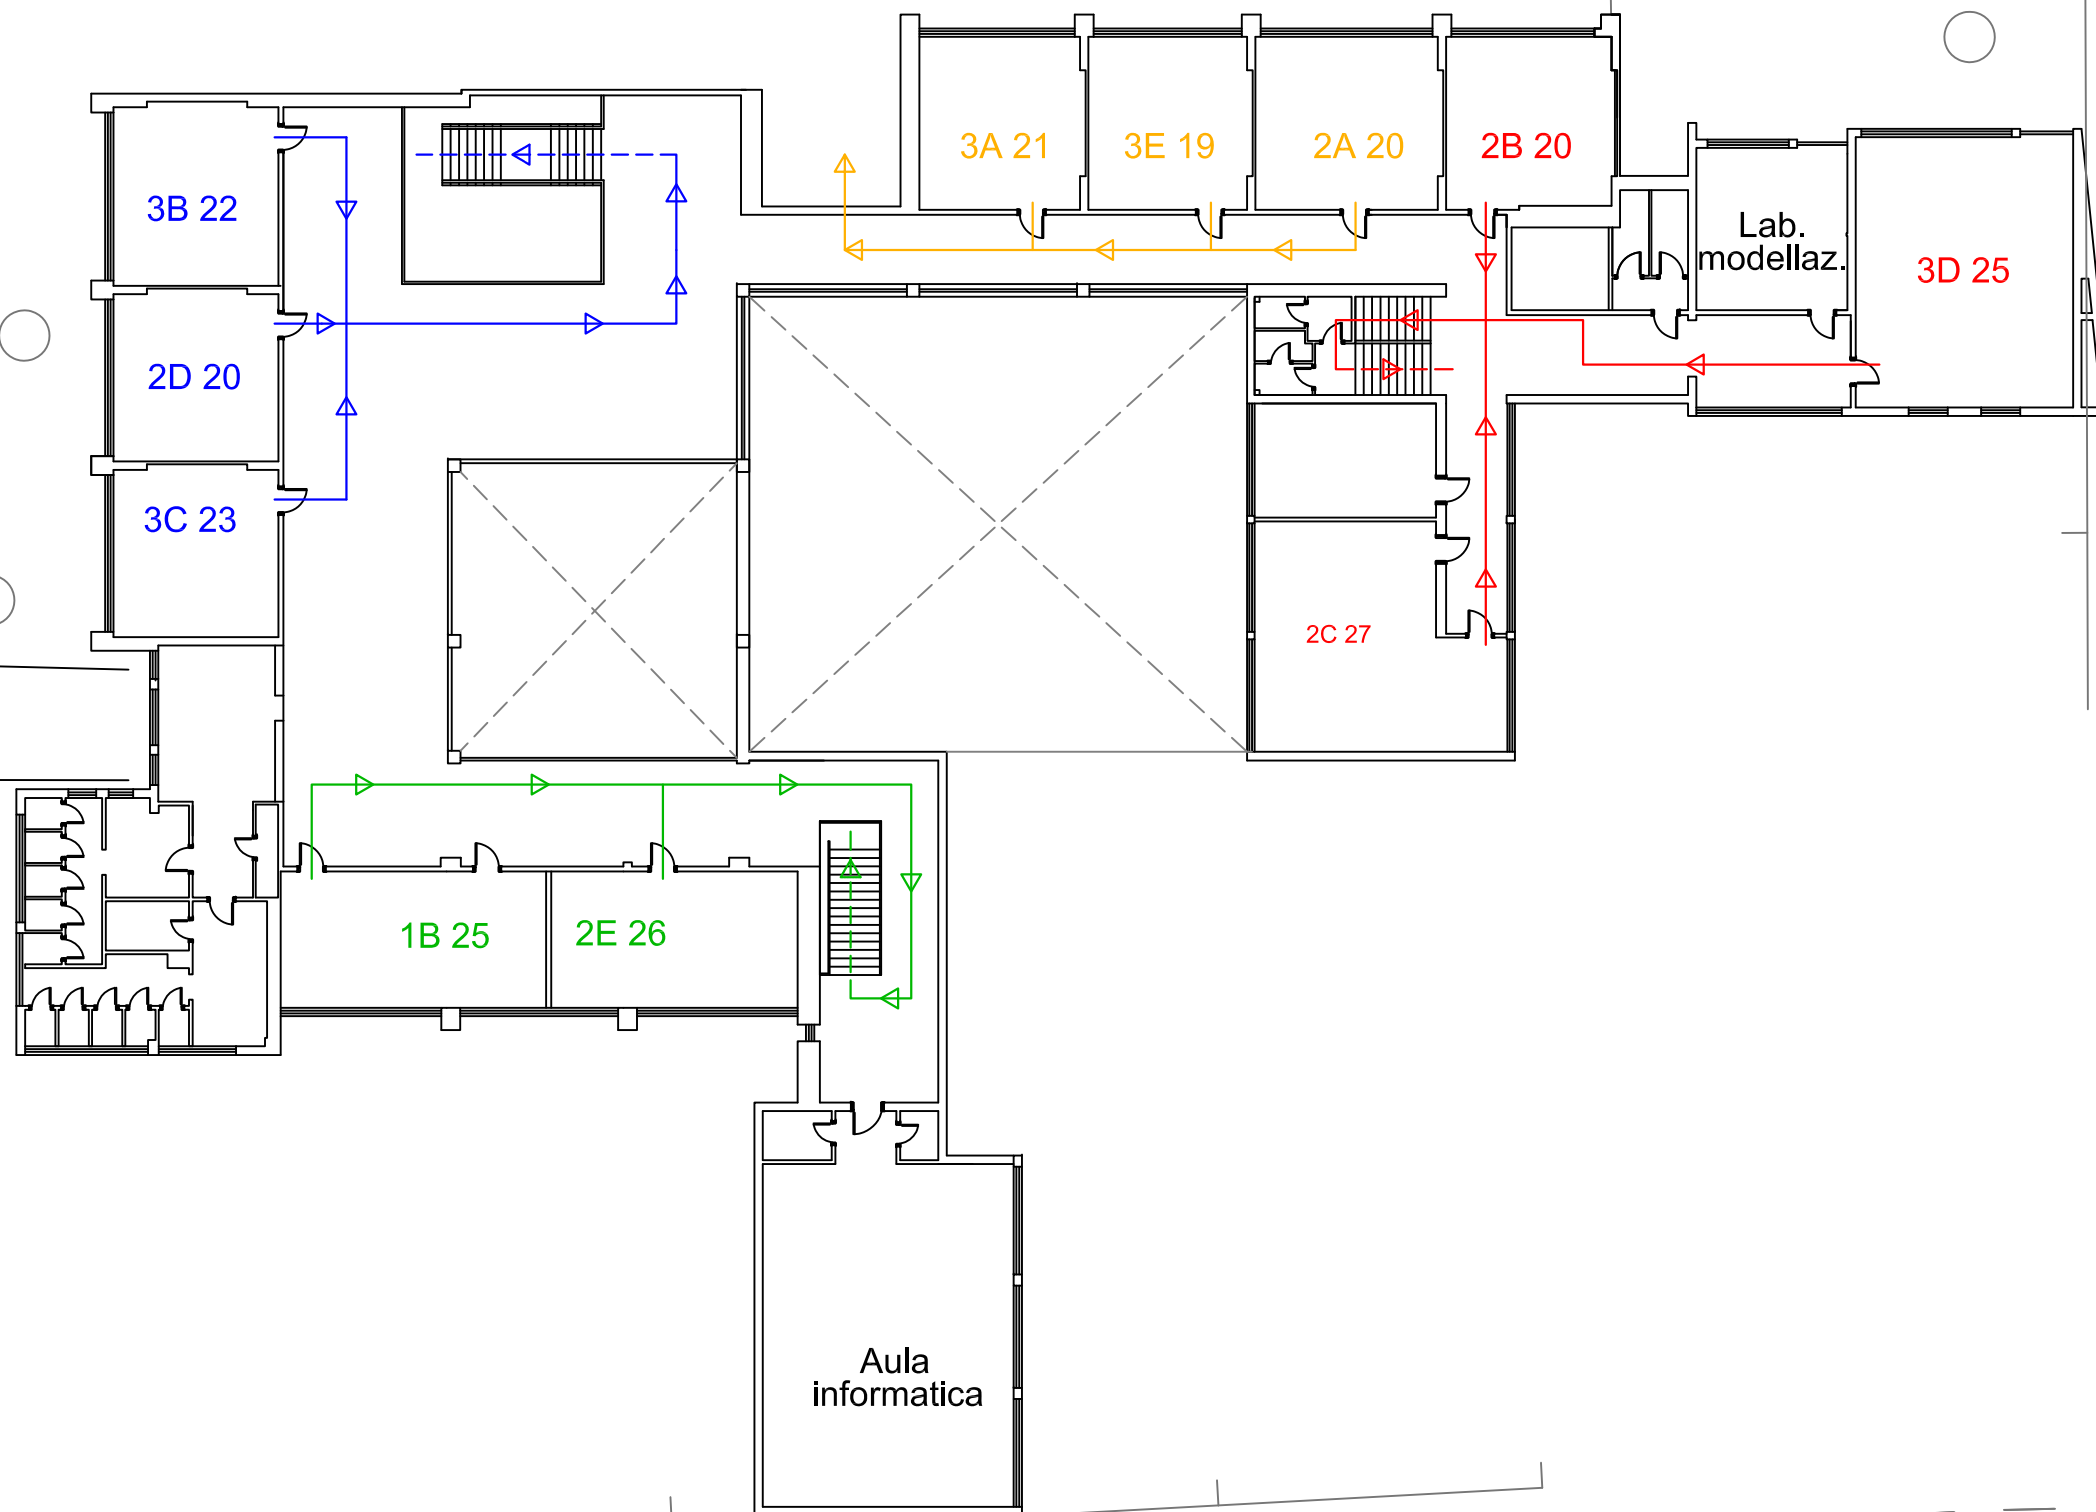 3A 21
3E 19
2A 20
2B 20
3B 22
Lab.
modellaz.
3D 25
2D 20
3C 23
2C 27
1B 25
2E 26
Aula
informatica